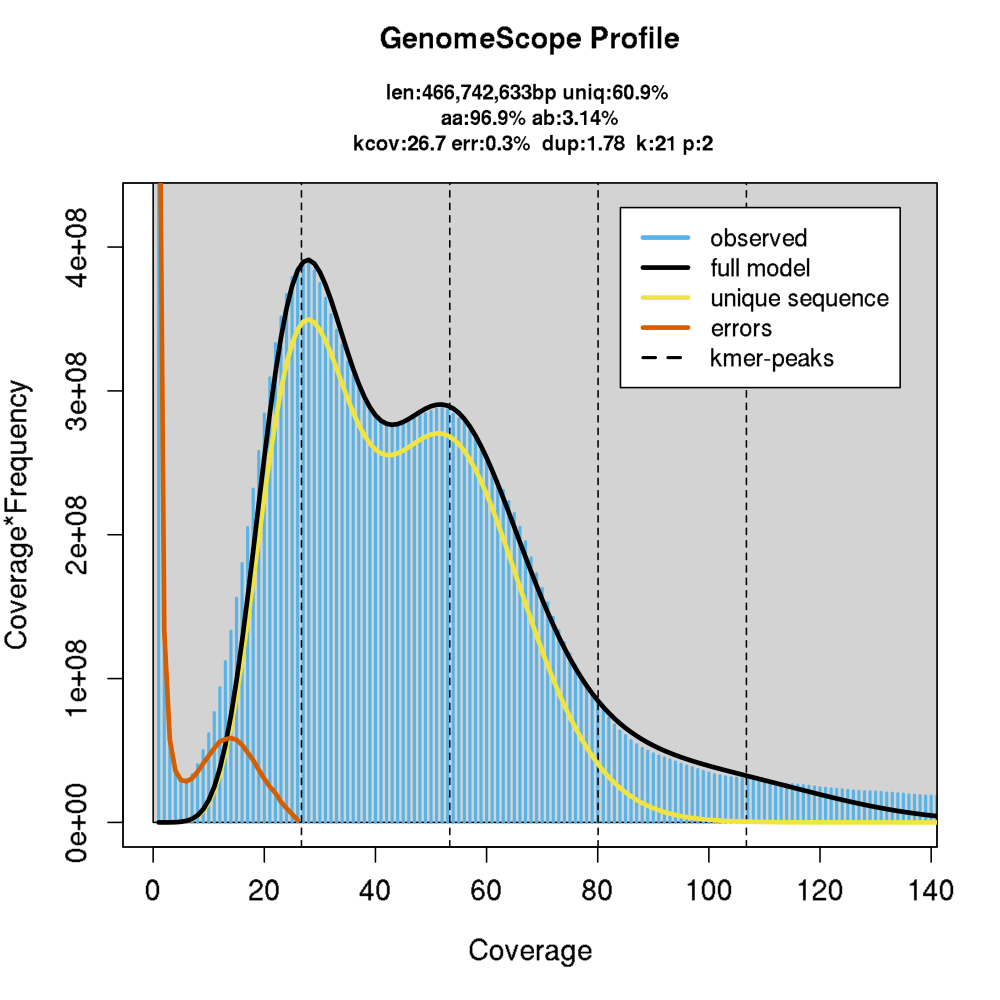 GenomeScope Profile
len:466,742,633bp uniq:60.9%
aa:96.9% ab:3.14%
kcov:26.7 err:0.3% dup:1.78 k:21 p:2
Coverage*Frequency
4e+08
3e+08
2e+08
1e+08
0e+00
observed
full model
unique sequence
errors
kmer-peaks
0 20 40 60 80 100 120 140
Coverage